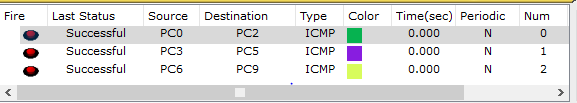 Fire Last Status Source Destination Type Color Time(sec) Periodic Num
Successful PC0 PC2 ICMP 0.000 N 0
Successful PC3 PC5 ICMP 0.000 N 1
Successful PC6 PC9 ICMP 0.000 N 2